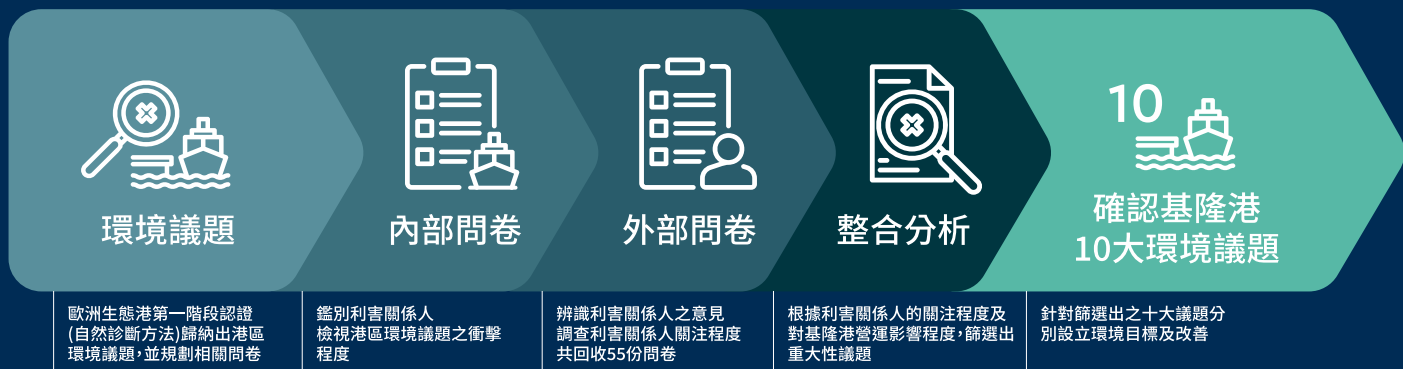 環境議題
歐洲生態港第一階段認證
(自然診斷方法)歸納出港區
環境議題,並規劃相關問卷
內部問卷
鑑別利害關係人
檢視港區環境議題之衝擊
程度
外部問卷
辨識利害關係人之意見
調查利害關係人關注程度
共回收55份問卷
整合分析
根據利害關係人的關注程度及
對基隆港營運影響程度,篩選出
重大性議題
10
確認基隆港
10大環境議題
針對篩選出之十大議題分
別設立環境目標及改善